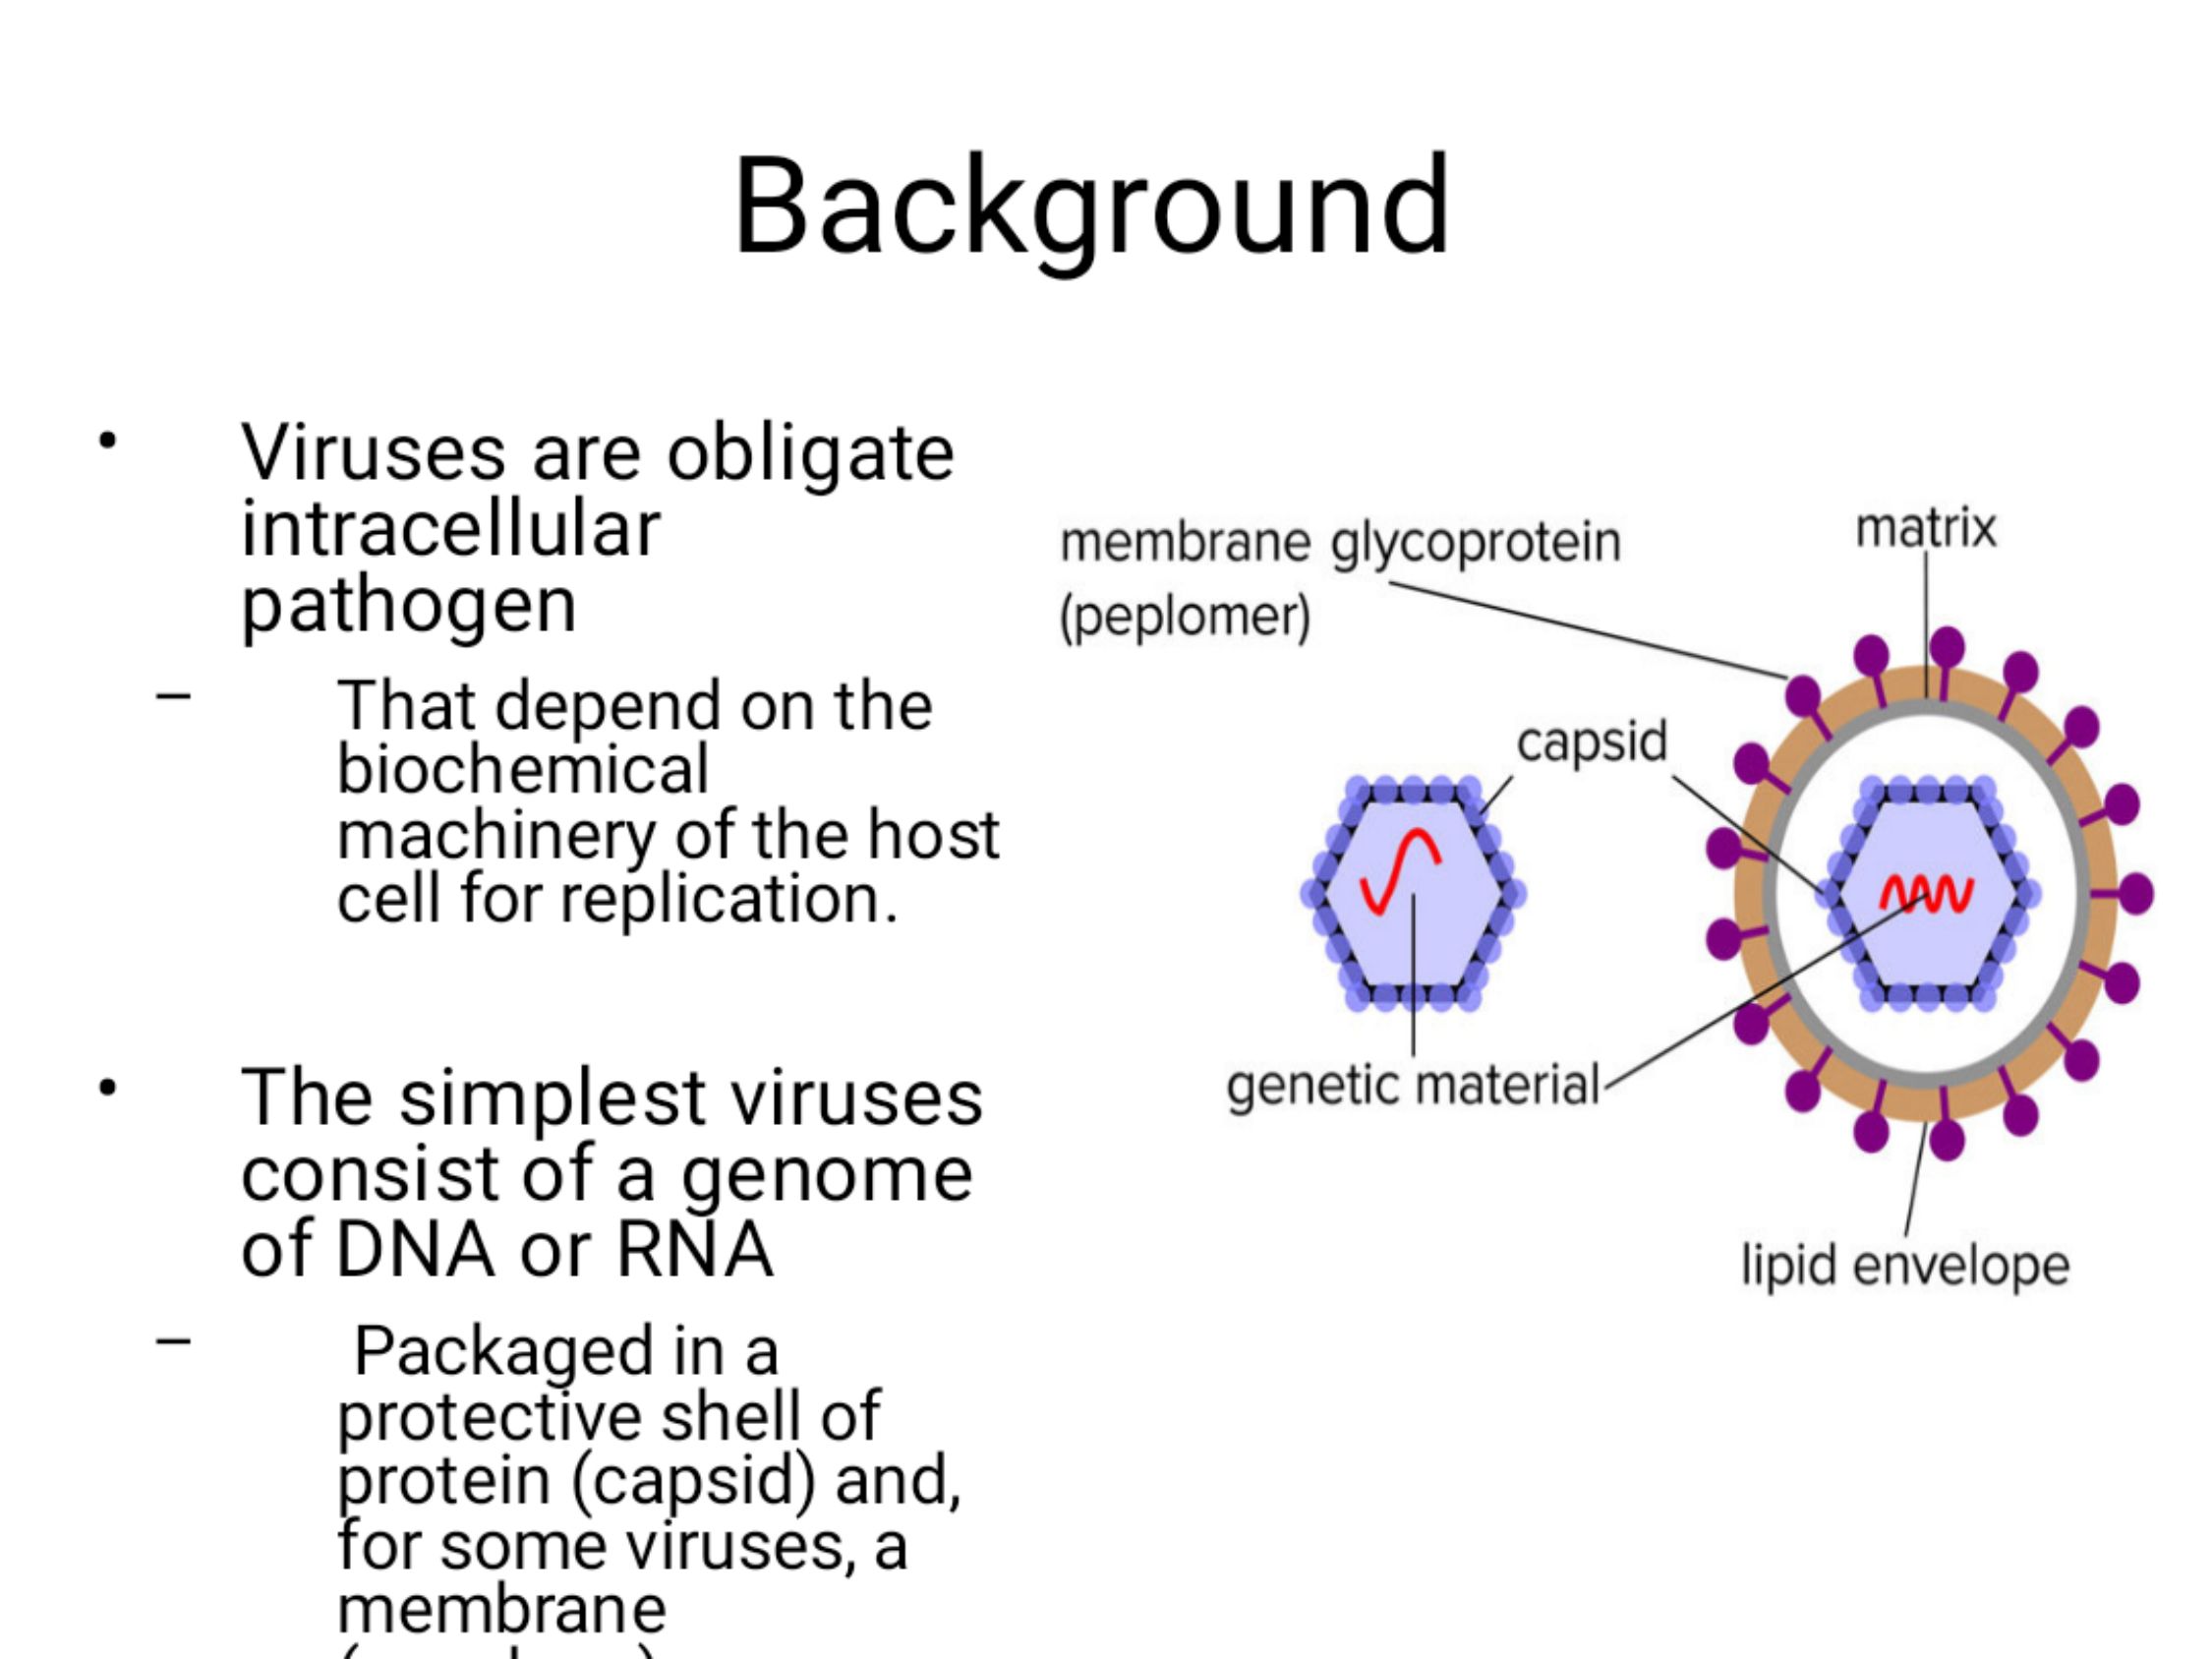 Background
• Viruses are obligate
intracellular
pathogen
– That depend on the
biochemical
machinery of the host
cell for replication.
• The simplest viruses
consist of a genome
of DNA or RNA
– Packaged in a
protective shell of
protein (capsid) and,
for some viruses, a
membrane
membrane glycoprotein
(peplomer)
matrix
capsid
genetic material
lipid envelope